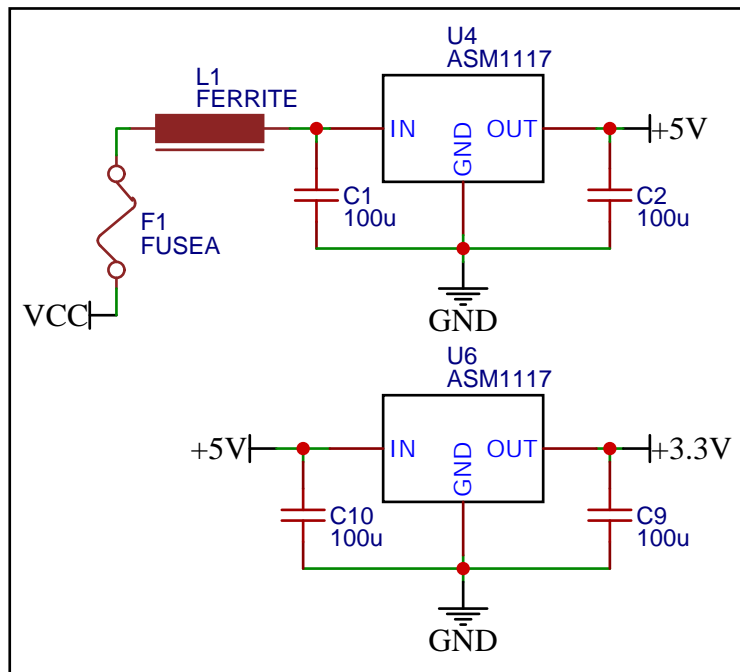 U4
ASM1117
L1
FERRITE
IN
OUT
GND
+5V
C1
100u
C2
100u
F1
FUSEA
VCC
GND
U6
ASM1117
+5V
IN
OUT
GND
+3.3V
C10
100u
C9
100u
GND